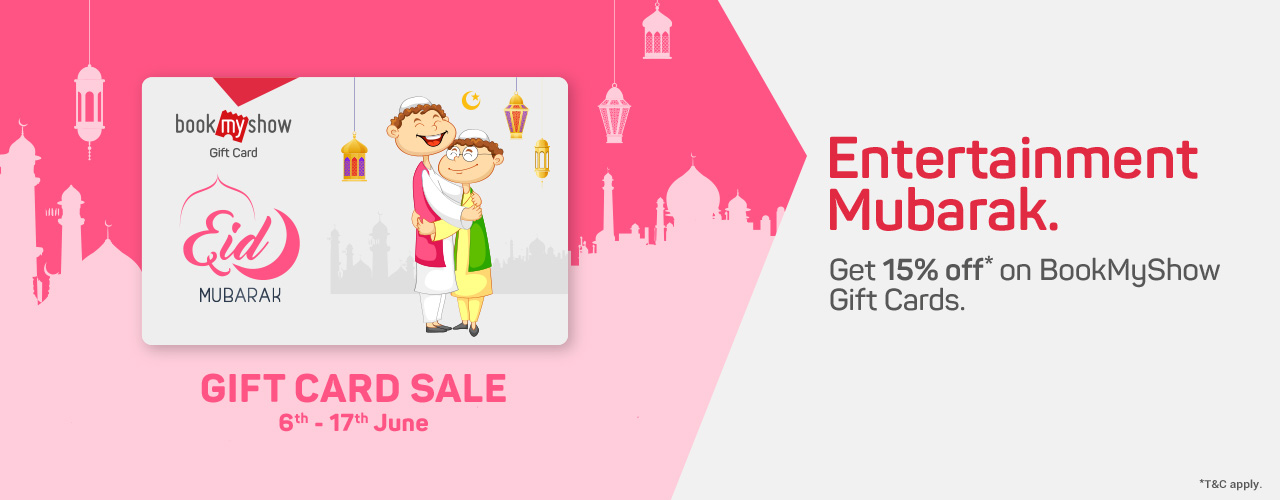 bookmyshow
Gift Card
Eid
MUBARAK
GIFT CARD SALE
6th - 17th June
Entertainment
Mubarak.
Get 15% off* on BookMyShow
Gift Cards.
*T&C apply.